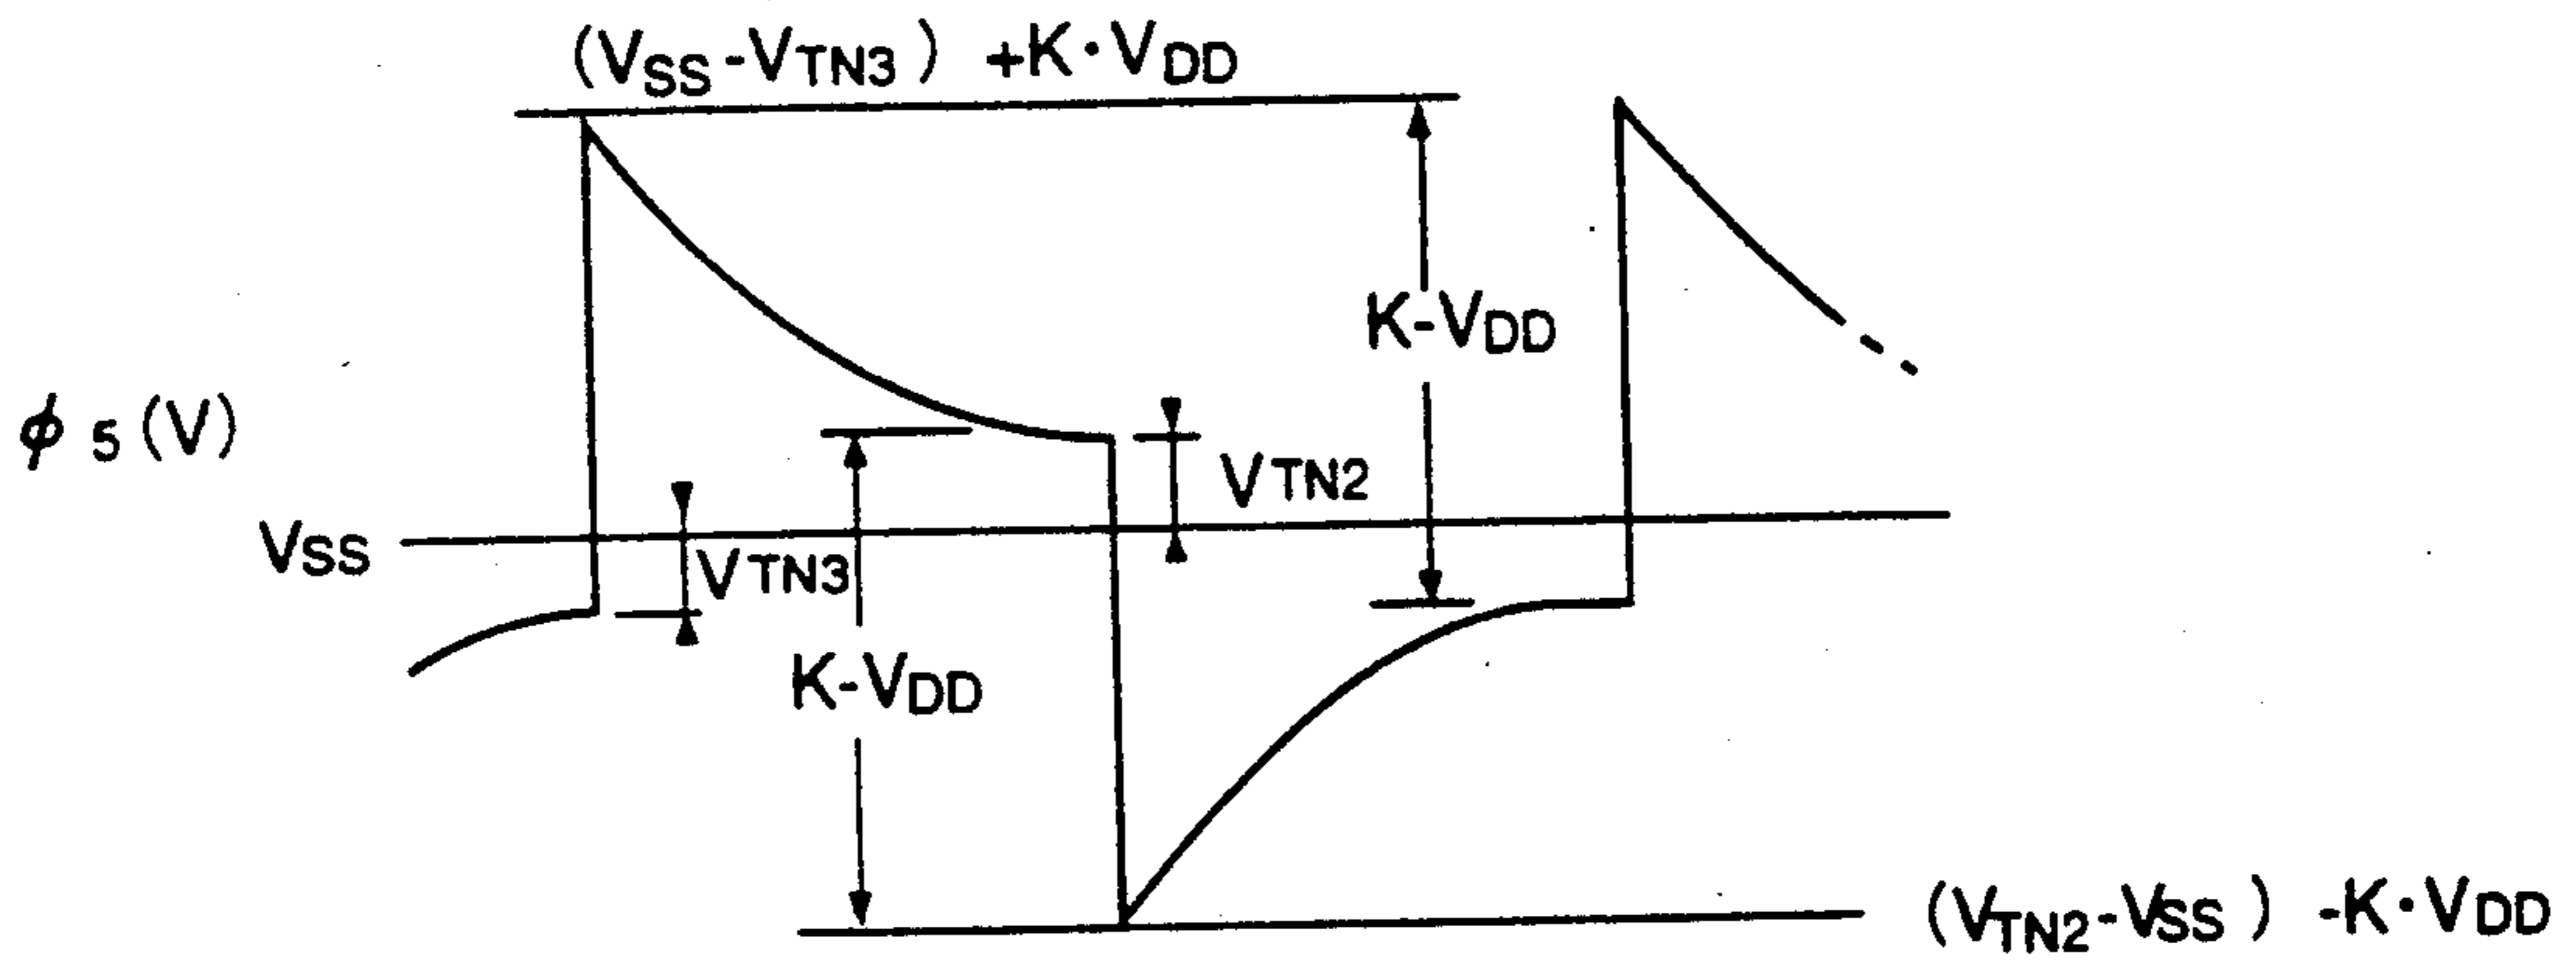 (VSS-VTN3) +K·VDD
K-VDD
ϕ 5 (V)
VTN2
VSS
VTN3
K-VDD
(VTN2-VSS) -K·VDD